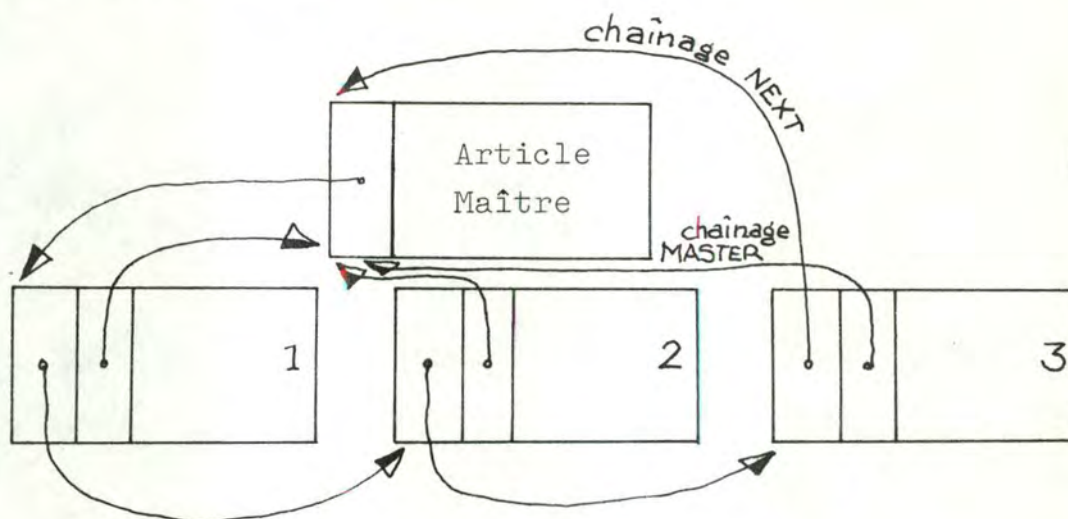 chaînage NEXT
Article
Maître
chaînage
MASTER
1
2
3